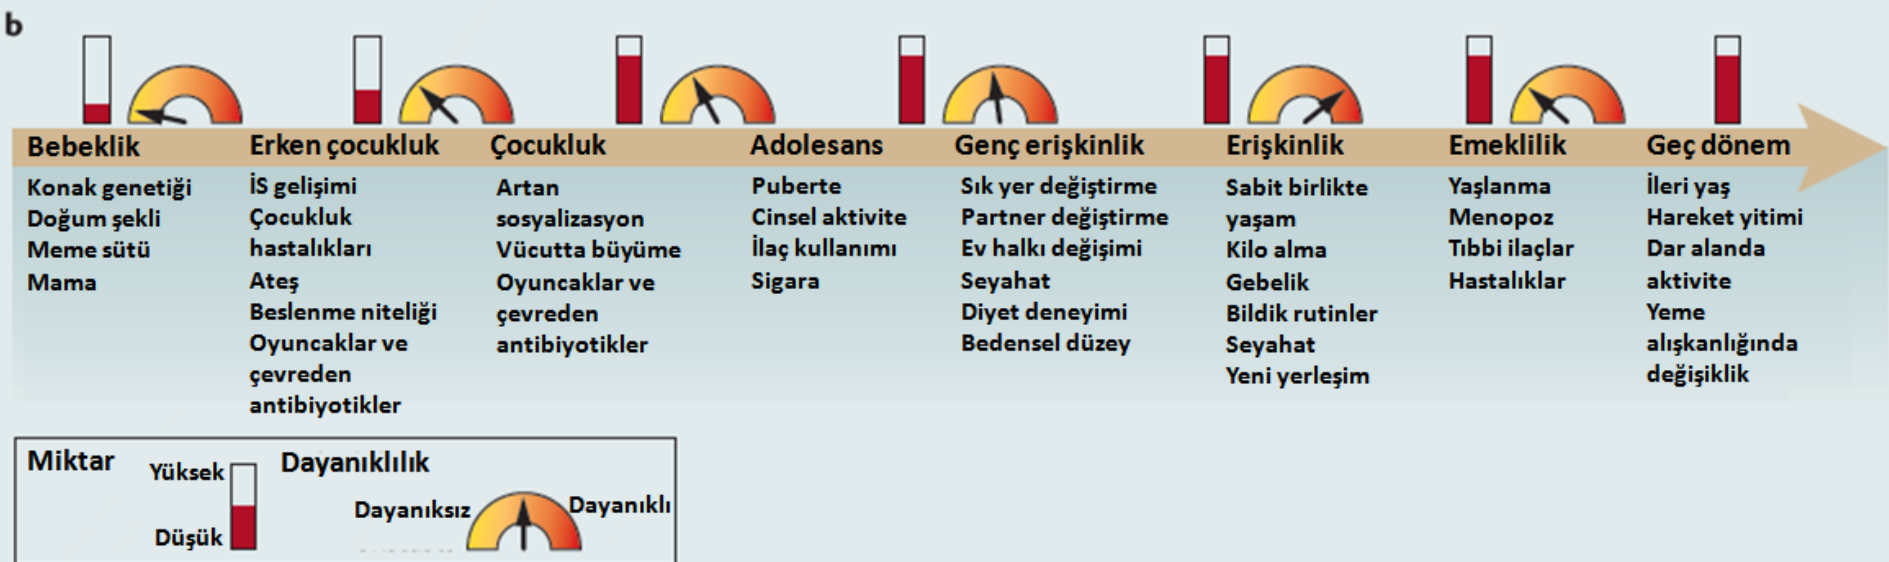 b
Bebeklik
Konak genetiği
Doğum şekli
Meme sütü
Mama
Erken çocukluk
İS gelişimi
Çocukluk
hastalıkları
Ateş
Beslenme niteliği
Oyuncaklar ve
çevreden
antibiyotikler
Çocukluk
Artan
sosyalizasyon
Vücutta büyüme
Oyuncaklar ve
çevreden
antibiyotikler
Adolesans
Puberte
Cinsel aktivite
İlaç kullanımı
Sigara
Genç erişkinlik
Sık yer değiştirme
Partner değiştirme
Ev halkı değişimi
Seyahat
Diyet deneyimi
Bedensel düzey
Erişkinlik
Sabit birlikte
yaşam
Kilo alma
Gebelik
Bildik rutinler
Seyahat
Yeni yerleşim
Emeklilik
Yaşlanma
Menopoz
Tıbbi ilaçlar
Hastalıklar
Geç dönem
İleri yaş
Hareket yitimi
Dar alanda
aktivite
Yeme
alışkanlığında
değişiklik
Miktar
Yüksek
Düşük
Dayanıklılık
Dayanıksız
Dayanıklı